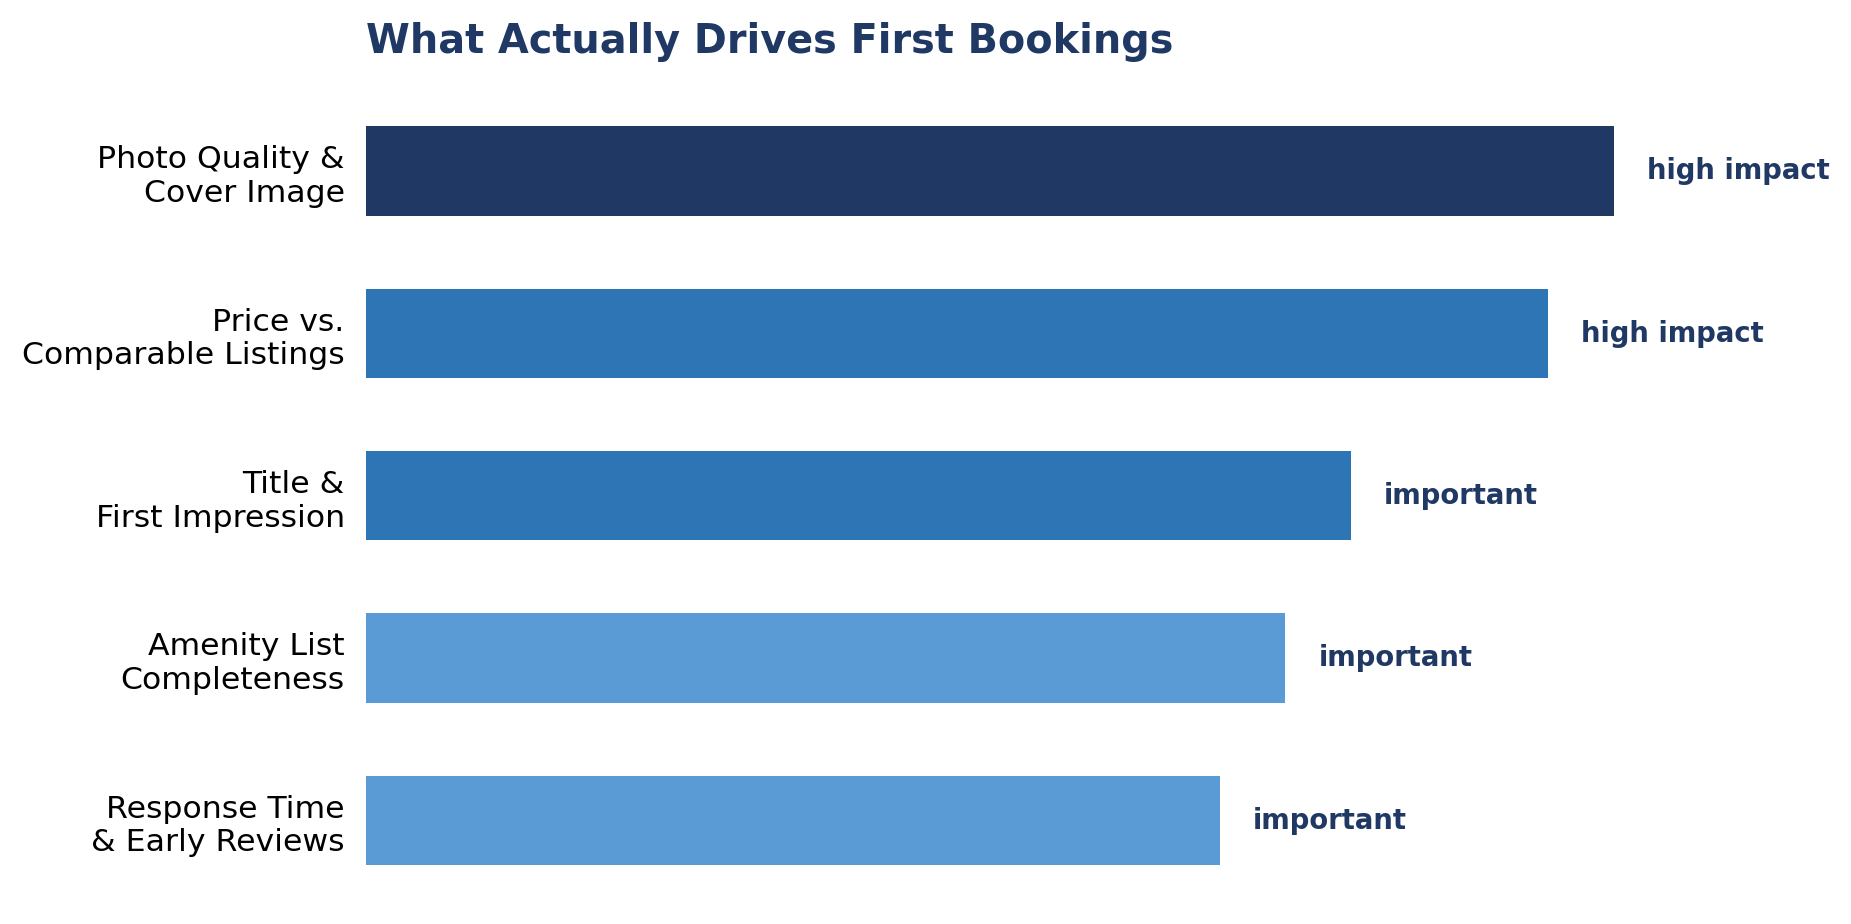 What Actually Drives First Bookings
Photo Quality &
Cover Image
high impact
Price vs.
Comparable Listings
high impact
Title &
First Impression
important
Amenity List
Completeness
important
Response Time
& Early Reviews
important